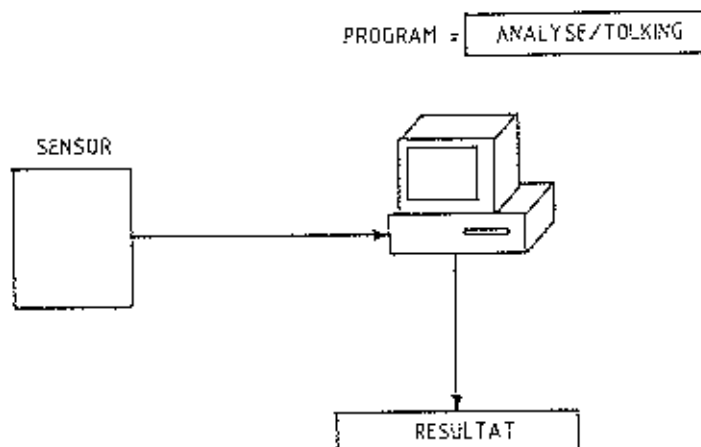 PROGRAM = ANALYSE/TOLKING
SENSOR
RESULTAT